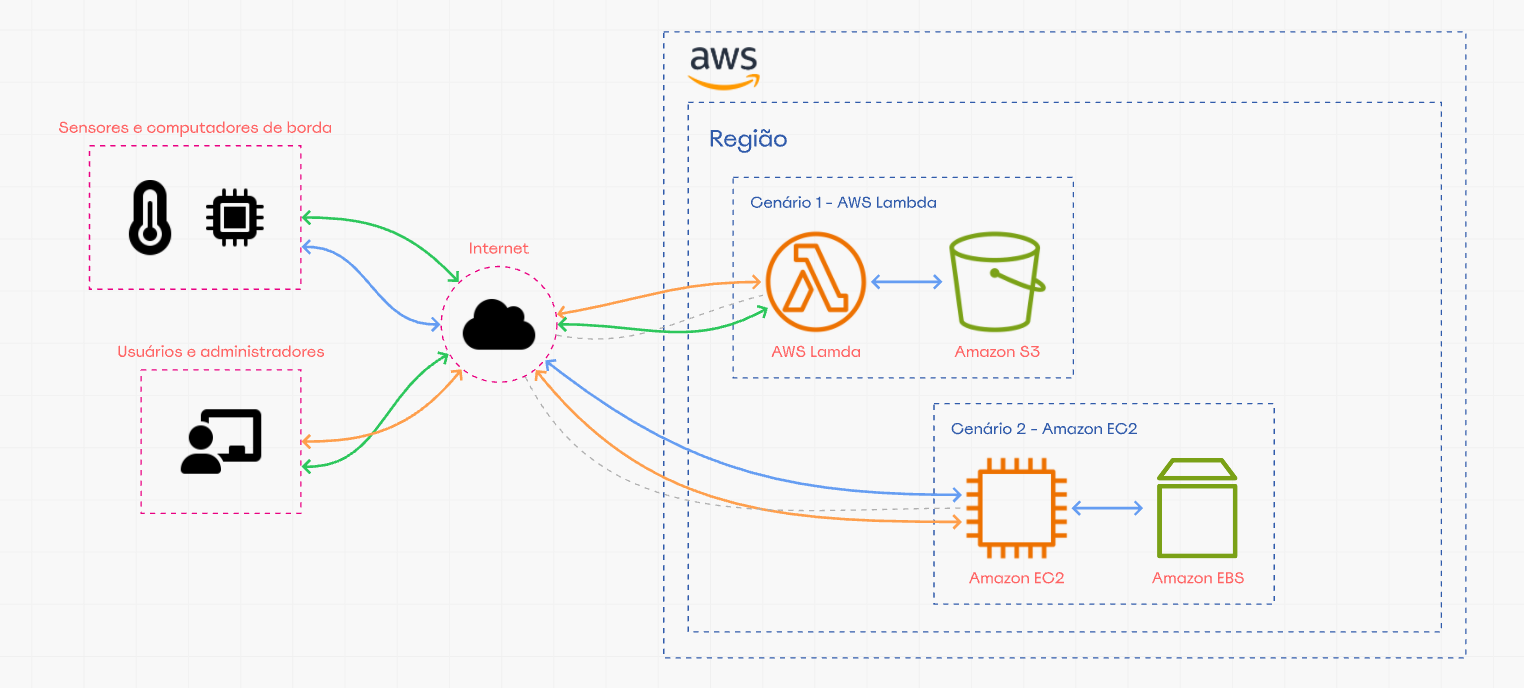 aws
Região
Sensores e computadores de borda
Cenário 1 - AWS Lambda
Internet
AWS Lamda
Amazon S3
Usuários e administradores
Cenário 2 - Amazon EC2
Amazon EC2
Amazon EBS